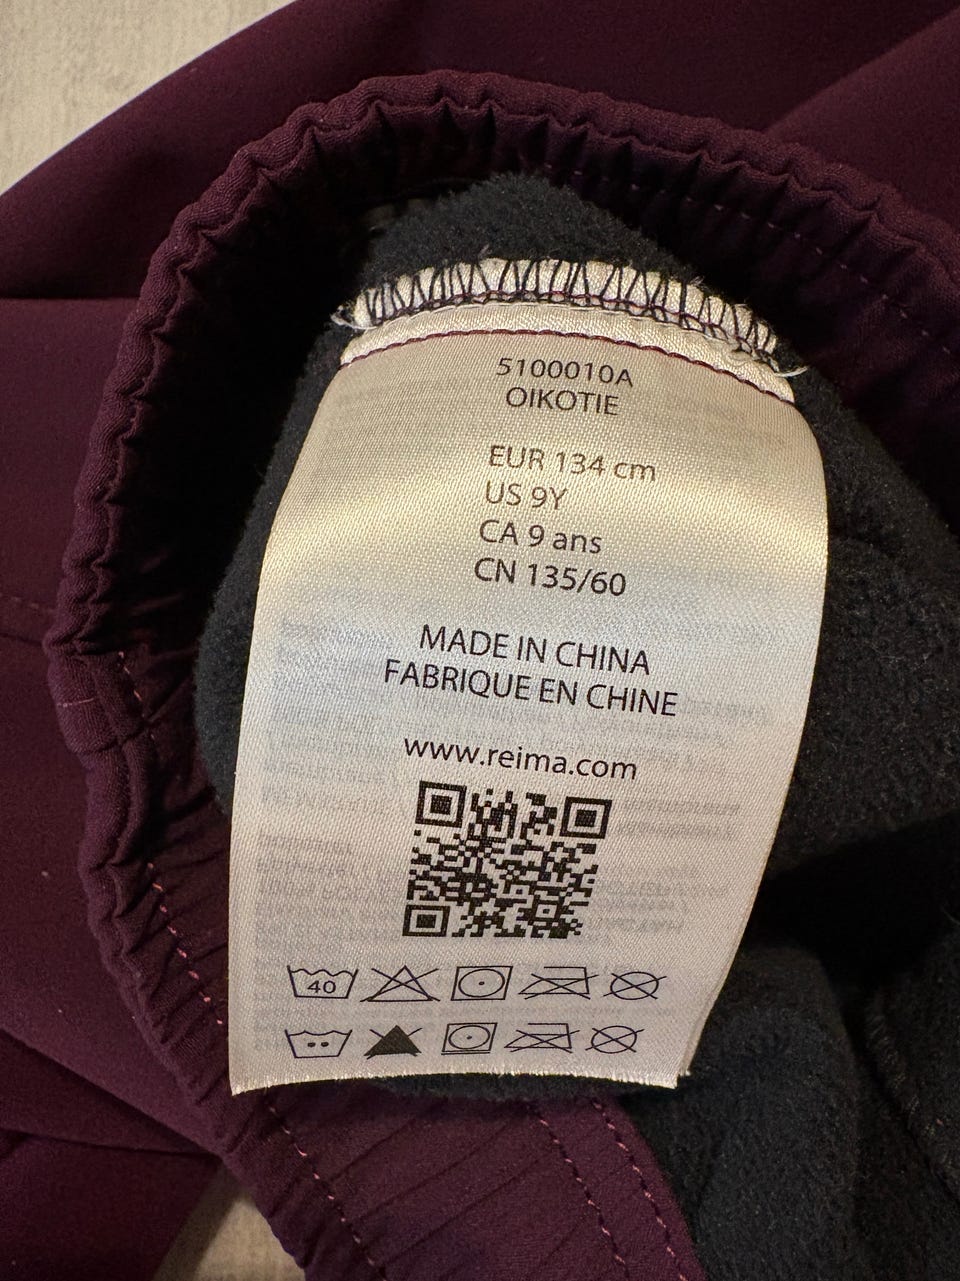 5100010A
OIKOTIE
EUR 134 cm
US 9Y
CA 9 ans
CN 135/60
MADE IN CHINA
FABRIQUE EN CHINE
www.reima.com
40